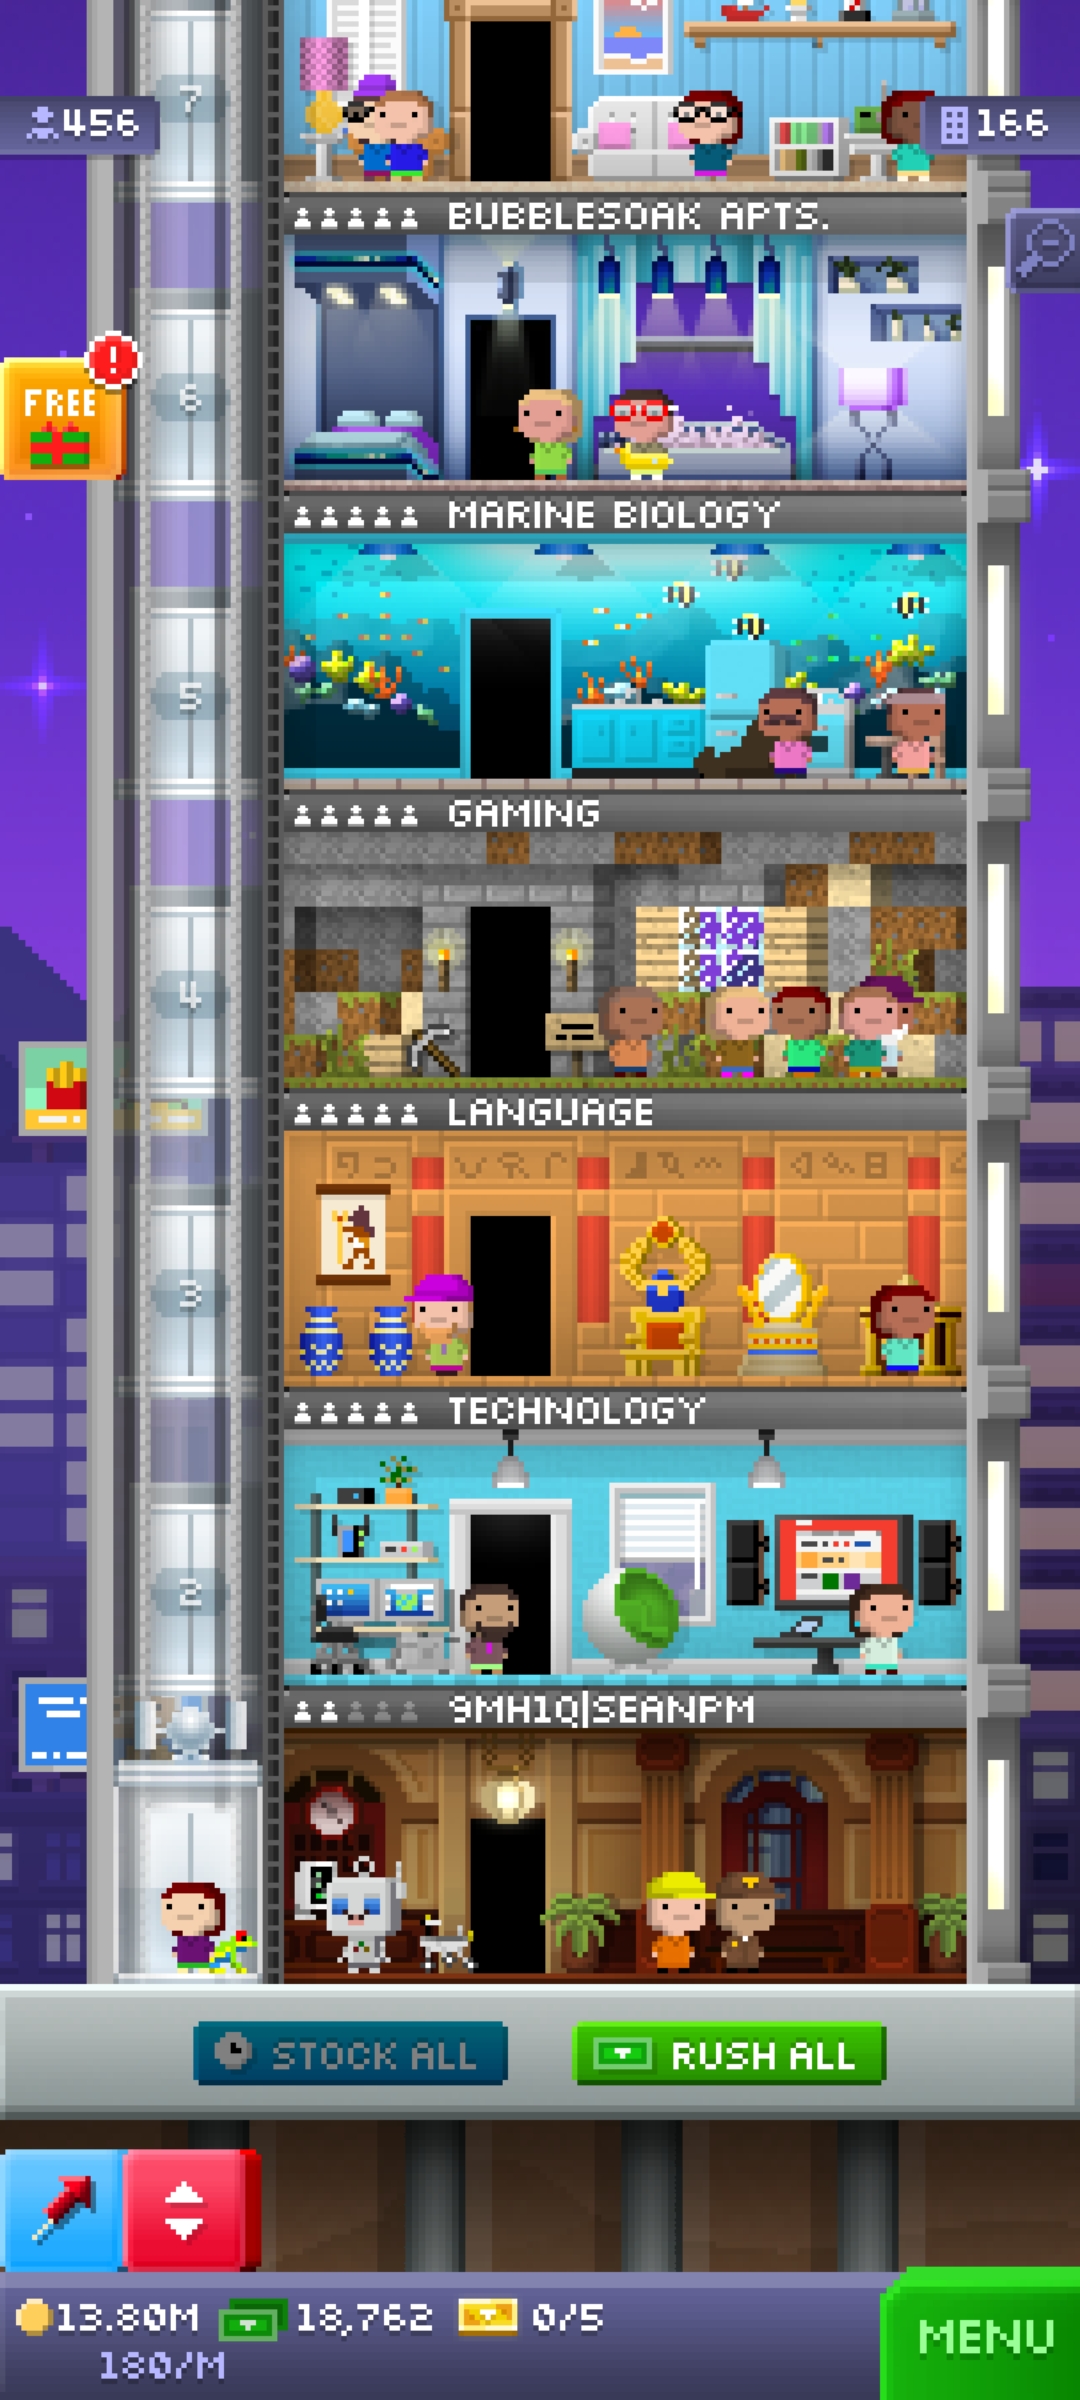 7
456
166
BUBBLESOAK APTS.
FREE
!
6
MARINE BIOLOGY
5
GAMING
4
LANGUAGE
3
TECHNOLOGY
2
9MH1Q|SEANPM
STOCK ALL
RUSH ALL
13.80M
18,762
0/5
180/M
MENU